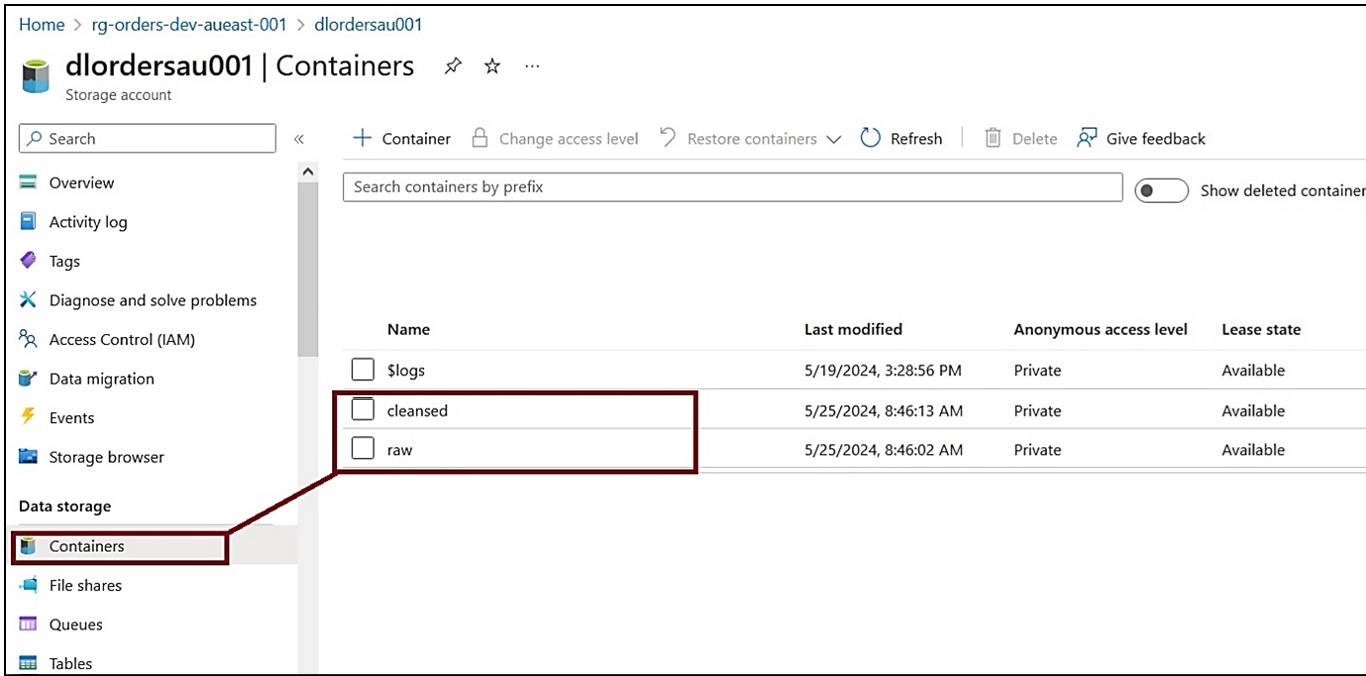 Home > rg-orders-dev-aueast-001 > dlordersau001
dlordersau001 | Containers
Storage account
Search
+ Container Change access level Restore containers Refresh Delete Give feedback
Search containers by prefix
Show deleted container
Overview
Activity log
Tags
Diagnose and solve problems
Access Control (IAM)
Data migration
Events
Storage browser
Data storage
Containers
File shares
Queues
Tables
Name Last modified Anonymous access level Lease state
$logs 5/19/2024, 3:28:56 PM Private Available
cleansed 5/25/2024, 8:46:13 AM Private Available
raw 5/25/2024, 8:46:02 AM Private Available